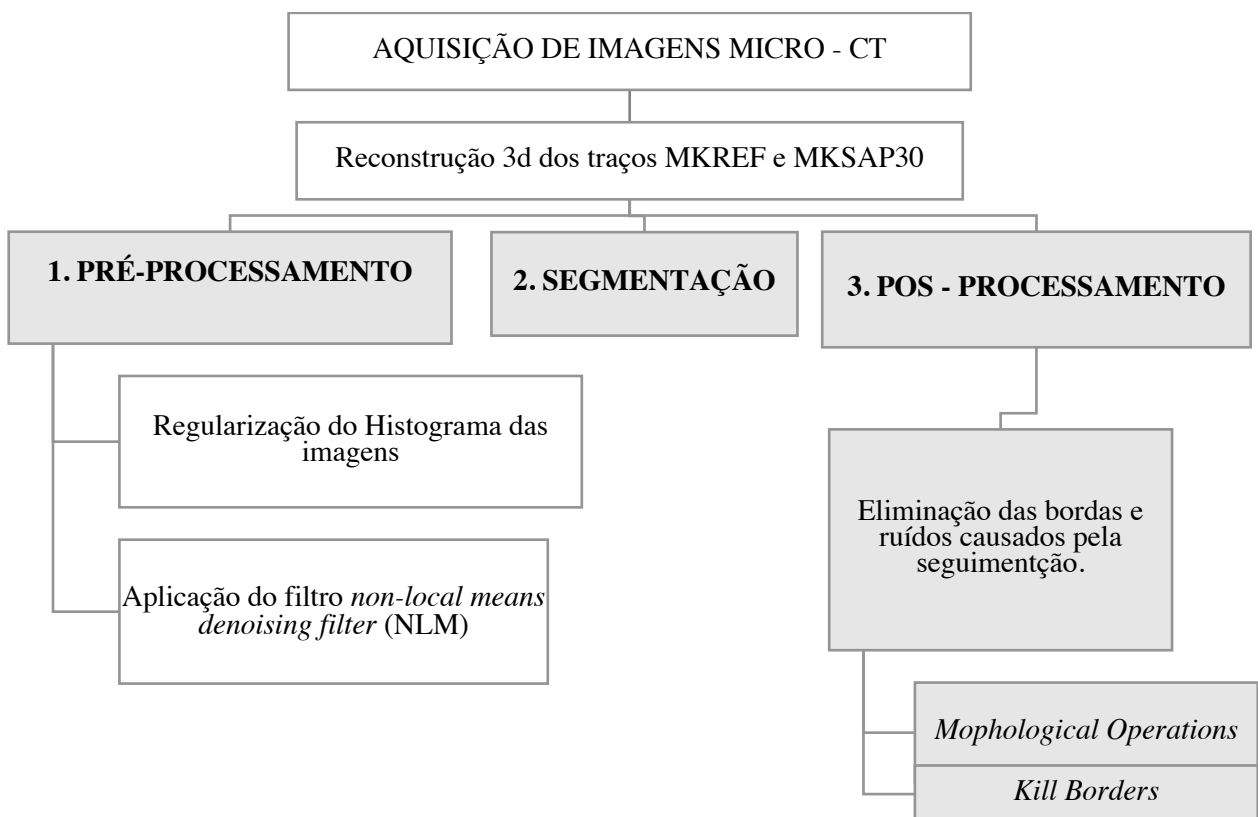 AQUISIÇÃO DE IMAGENS MICRO - CT
Reconstrução 3d dos traços MKREF e MKSAP30
1. PRÉ-PROCESSAMENTO
2. SEGMENTAÇÃO
3. POS - PROCESSAMENTO
Regularização do Histograma das
imagens
Aplicação do filtro non-local means
denoising filter (NLM)
Eliminação das bordas e
ruídos causados pela
seguimentção.
Mophological Operations
Kill Borders